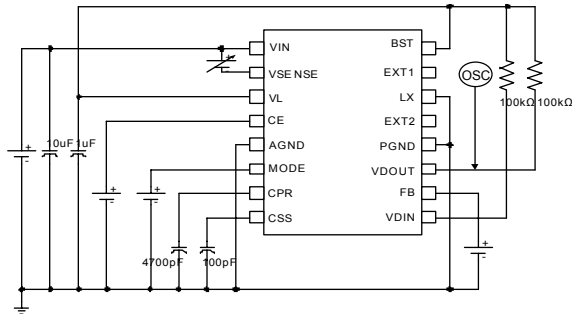 VIN
BST
VSENSE
EXT1
OSC
VL
LX
100kΩ 100kΩ
CE
EXT2
10uF 1uF
AGND
PGND
MODE
VDOUT
CPR
FB
CSS
VDIN
4700pF
100pF